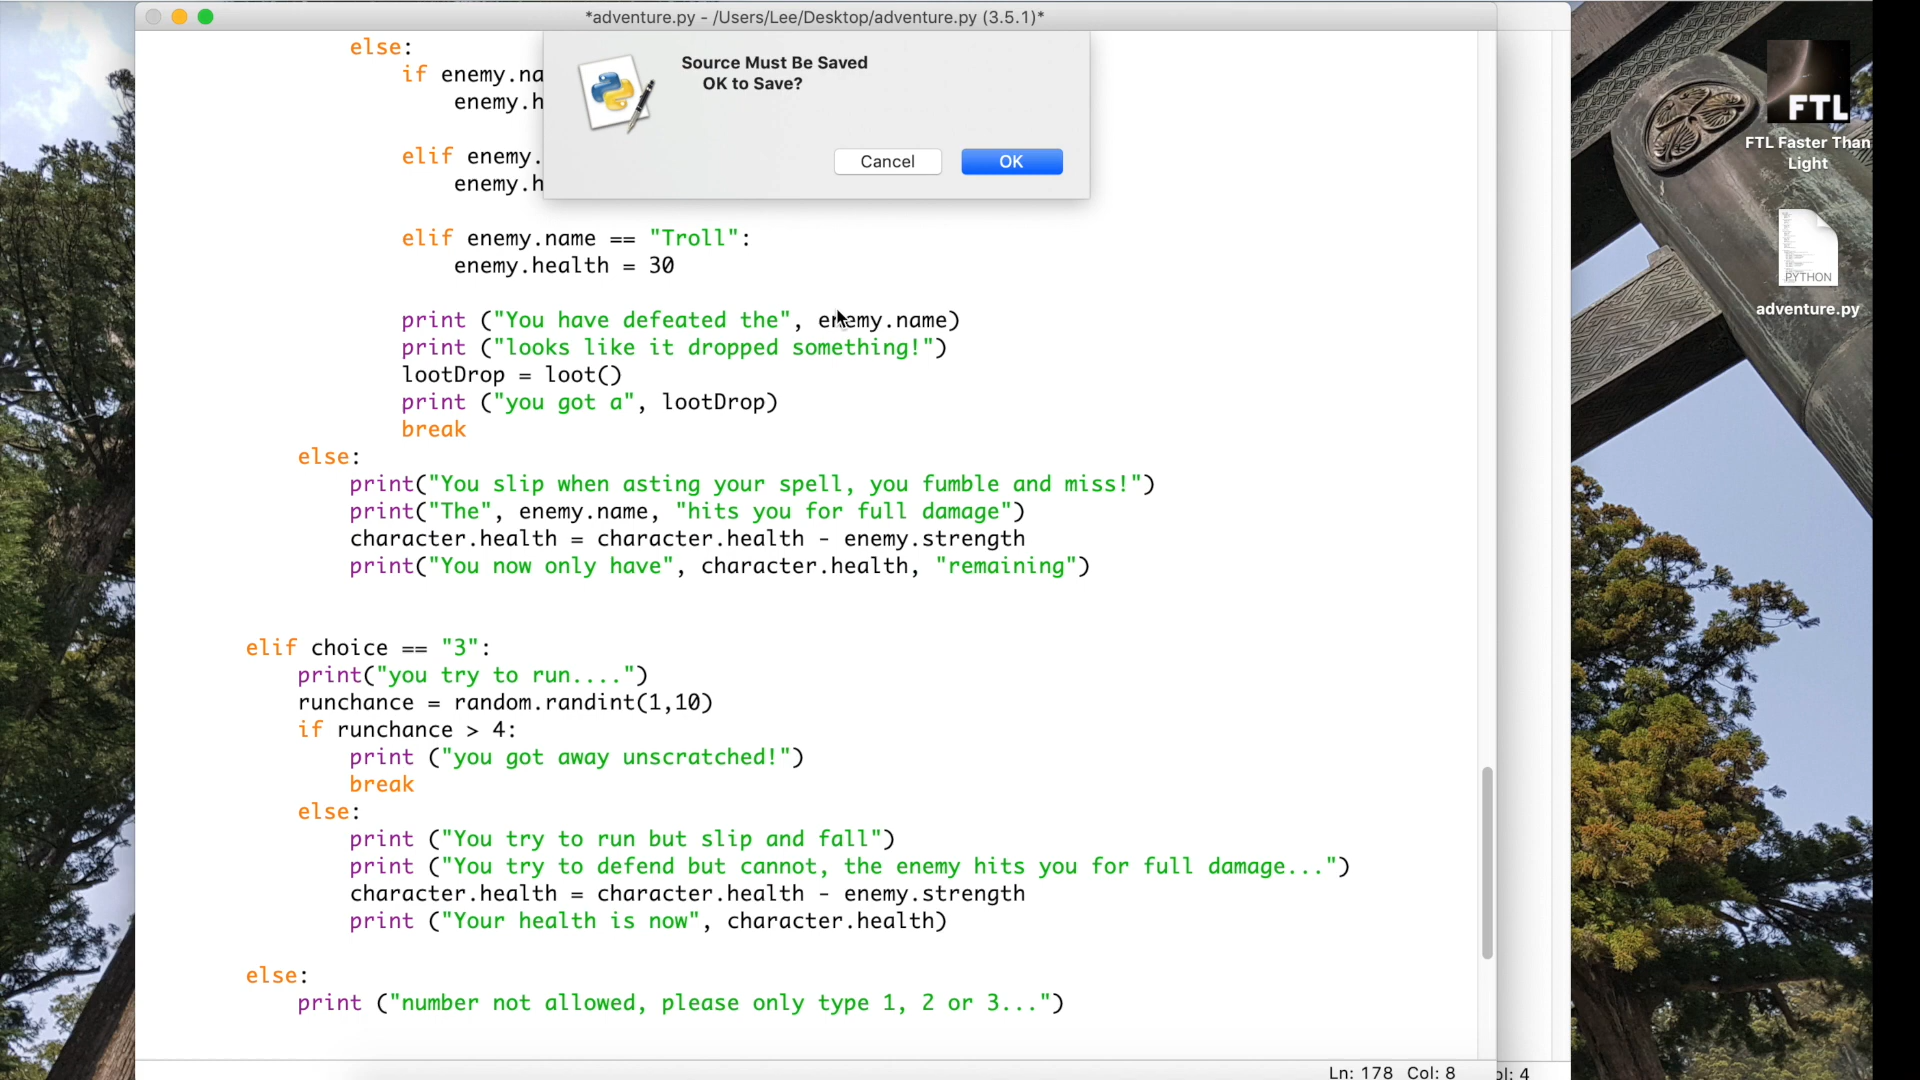 *adventure.py - /Users/Lee/Desktop/adventure.py (3.5.1)*
Source Must Be Saved
OK to Save?
Cancel
OK
else:
if enemy.na
enemy.h
elif enemy.
enemy.h
elif enemy.name == "Troll":
enemy.health = 30
print ("You have defeated the", enemy.name)
print ("looks like it dropped something!")
lootDrop = loot()
print ("you got a", lootDrop)
break
else:
print("You slip when asting your spell, you fumble and miss!")
print("The", enemy.name, "hits you for full damage")
character.health = character.health - enemy.strength
print("You now only have", character.health, "remaining")
elif choice == "3":
print("you try to run....")
runchance = random.randint(1,10)
if runchance > 4:
print ("you got away unscratched!")
break
else:
print ("You try to run but slip and fall")
print ("You try to defend but cannot, the enemy hits you for full damage...")
character.health = character.health - enemy.strength
print ("Your health is now", character.health)
else:
print ("number not allowed, please only type 1, 2 or 3...")
Ln: 178 Col: 8
ol: 4
FTL
FTL Faster Than
Light
PYTHON
adventure.py